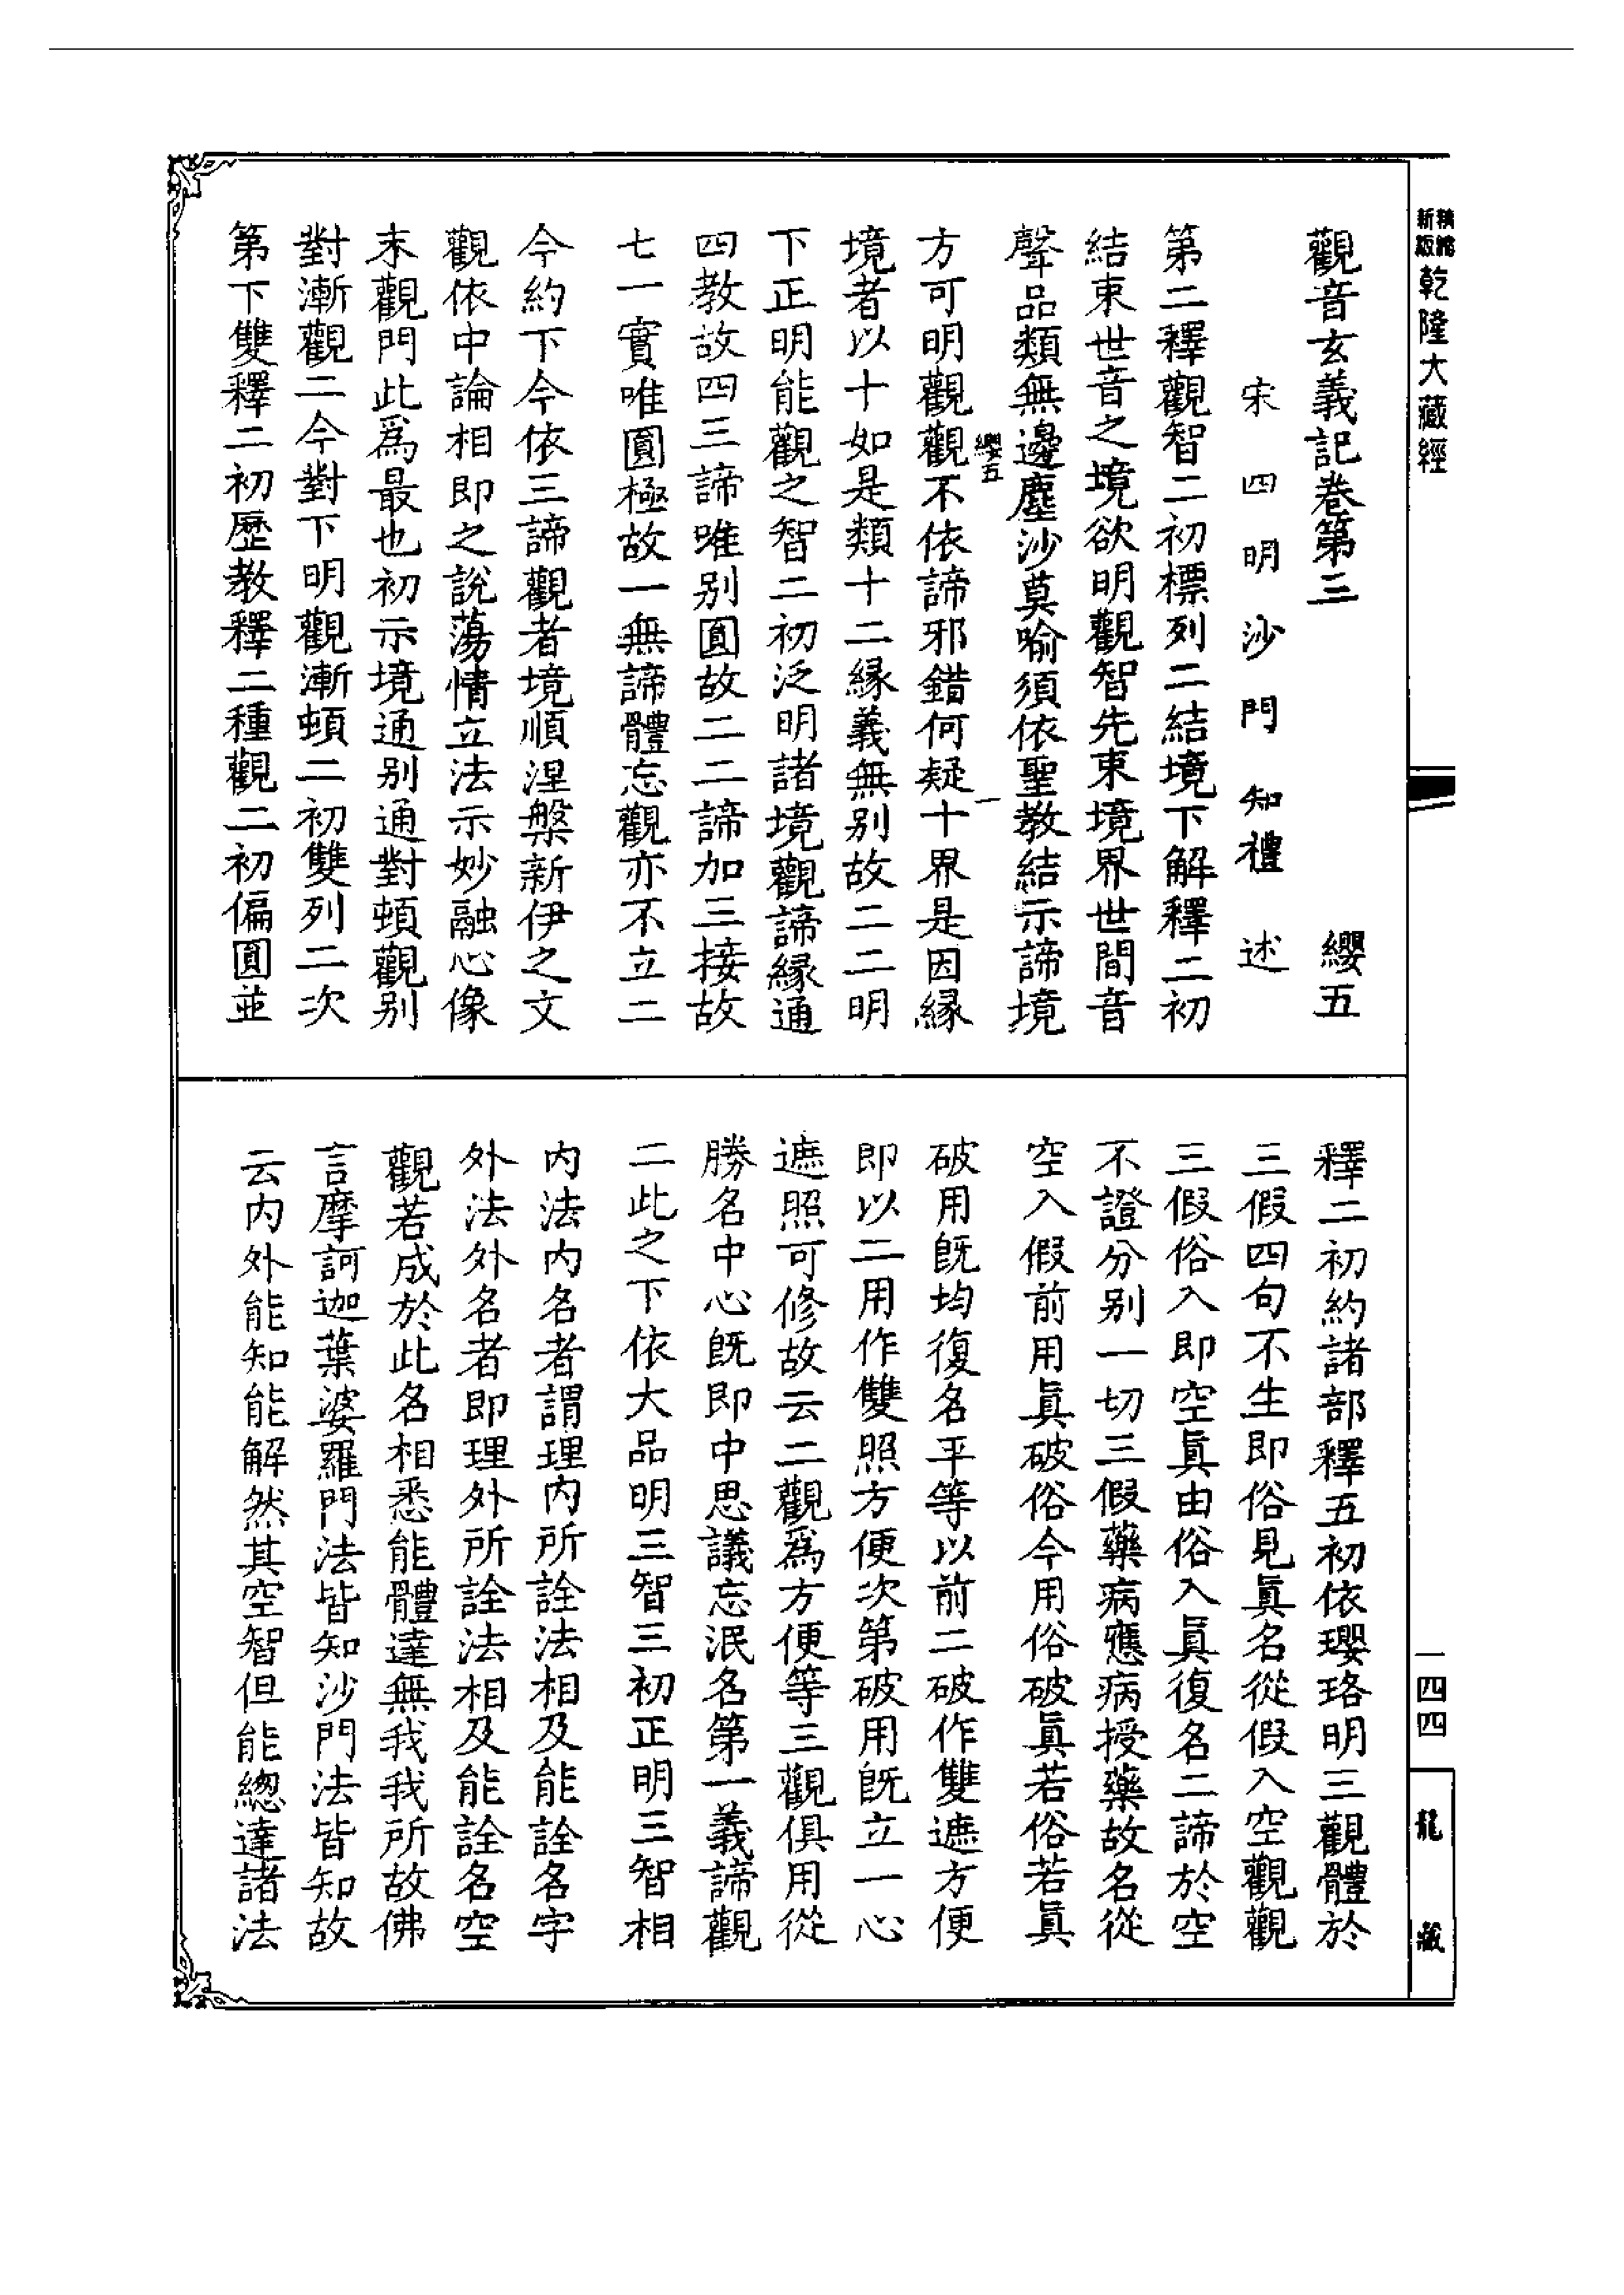 新編縮版乾隆大藏經
觀音玄義記卷第三　纓五
宋四明沙門知禮　述
第二釋觀智二初標列二結境下解釋二初
結束世音之境欲明觀智先束境界世間音
聲品類無邊塵沙莫喻須依聖教結示諦境
纓五　一
方可明觀觀不依諦邪錯何疑十界是因緣
境者以十如是類十二緣義無別故二二明
下正明能觀之智二初泛明諸境觀諦緣通
四教故四三諦唯別圓故二二諦加三接故
七一實唯圓極故一無諦體忘觀亦不立二
今約下今依三諦觀者境順涅槃新伊之文
觀依中論相即之說蕩情立法示妙融心像
末觀門此為最也初示境通別通對頓觀別
對漸觀二今對下明觀漸頓二初雙列二次
第下雙釋二初歷教釋二種觀二初偏圓並
釋二初約諸部釋五初依瓔珞明三觀體於
三假四句不生即俗見眞名從假入空觀觀
三假俗入即空眞由俗入眞復名二諦於空
不證分別一切三假藥病應病授藥故名從
空入假前用眞破俗今用俗破眞若俗若眞
破用旣均復名平等以前二破作雙遮方便
即以二用作雙照方便次第破用旣立一心
遮照可修故云二觀爲方便等三觀俱用從
勝名中心旣即中思議忘泯名第一義諦觀
二此之下依大品明三智三初正明三智相
內法內名者謂理內所詮法相及能詮名字
外法外名者即理外所詮法相及能詮名空
觀若成於此名相悉能體達無我我所故佛
言摩訶迦葉婆羅門法皆知沙門法皆知故
云內外能知能解然其空智但能總達諸法
一四四
龍藏